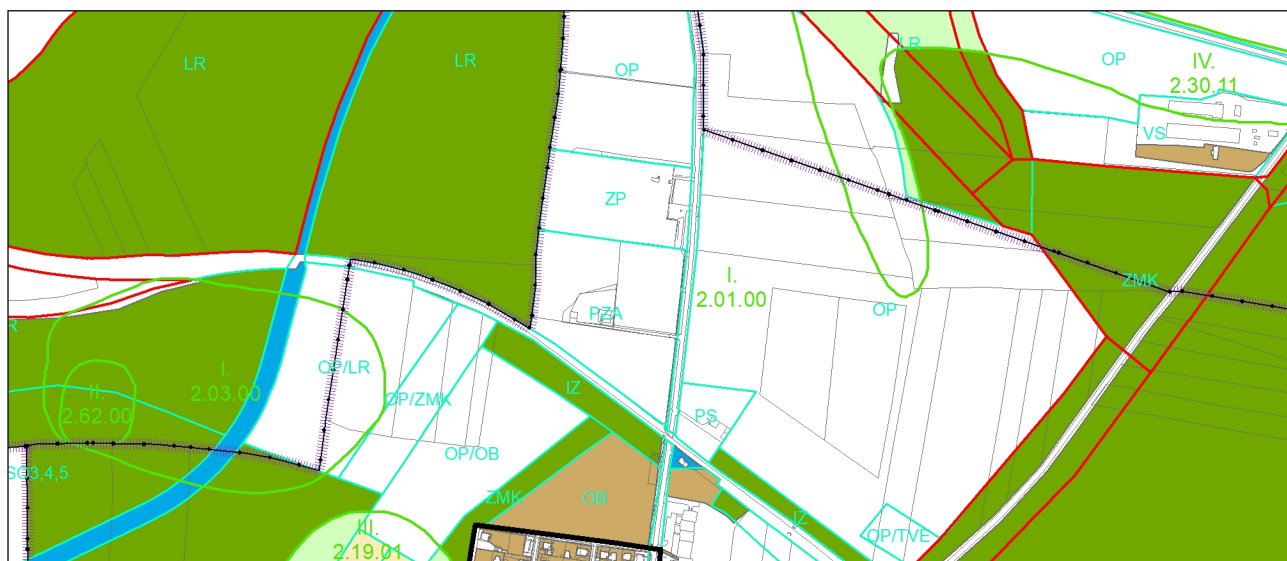 LR
LR
OP
LR
OP
IV.
2.30.11
VS
ZP
I.
2.01.00
ZMK
PZA
OP
R
OP/LR
I.
2.03.00
II.
2.62.00
OP/ZMK
IZ
PS
OP/OB
SO3,4,5
ZMK
OB
III.
2.19.01
IZ
OP/TVE